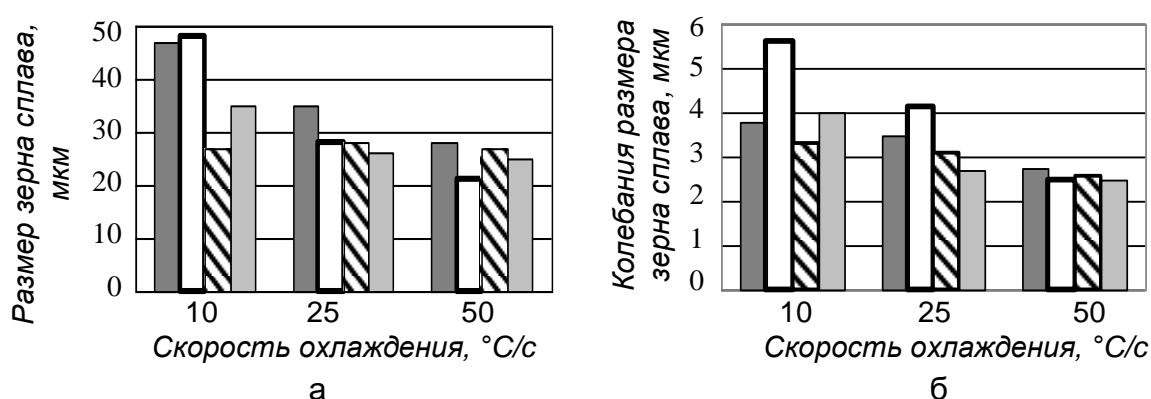 Размер зерна сплава,
мкм
50
40
30
20
10
0
10 25 50
Скорость охлаждения, °C/с
а
Колебания размера
зерна сплава, мкм
6
5
4
3
2
1
0
10 25 50
Скорость охлаждения, °C/с
б